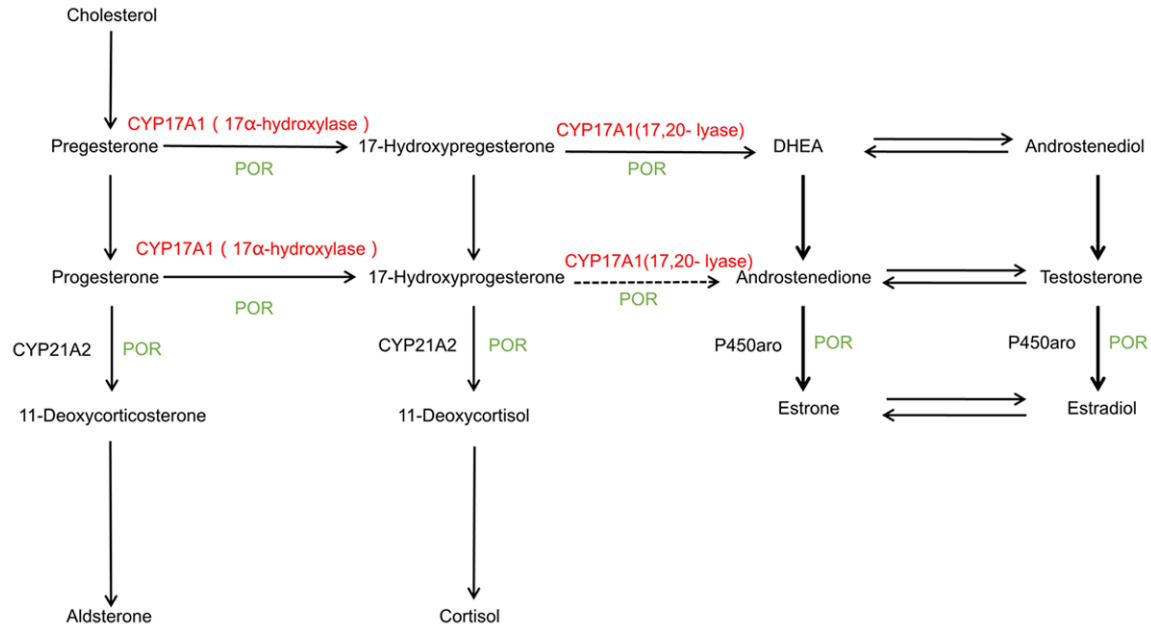 Cholesterol
CYP17A1 ( 17α-hydroxylase )
CYP17A1(17,20- lyase)
Pregesterone
17-Hydroxypregesterone
DHEA
Androstenediol
POR
POR
CYP17A1 ( 17α-hydroxylase )
CYP17A1(17,20- lyase)
Progesterone
17-Hydroxyprogesterone
Androstenedione
Testosterone
POR
POR
CYP21A2
POR
CYP21A2
POR
P450aro
POR
P450aro
POR
11-Deoxycorticosterone
11-Deoxycortisol
Estrone
Estradiol
Aldsterone
Cortisol